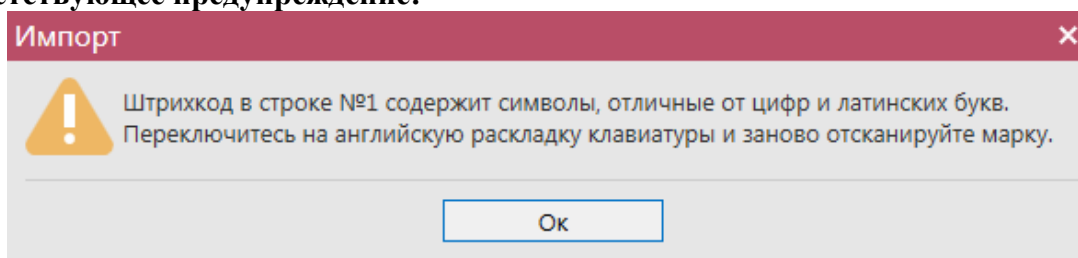 предупреждение:
Импорт
Штрихкод в строке №1 содержит символы, отличные от цифр и латинских букв.
Переключитесь на английскую раскладку клавиатуры и заново отсканируйте марку.
Ок